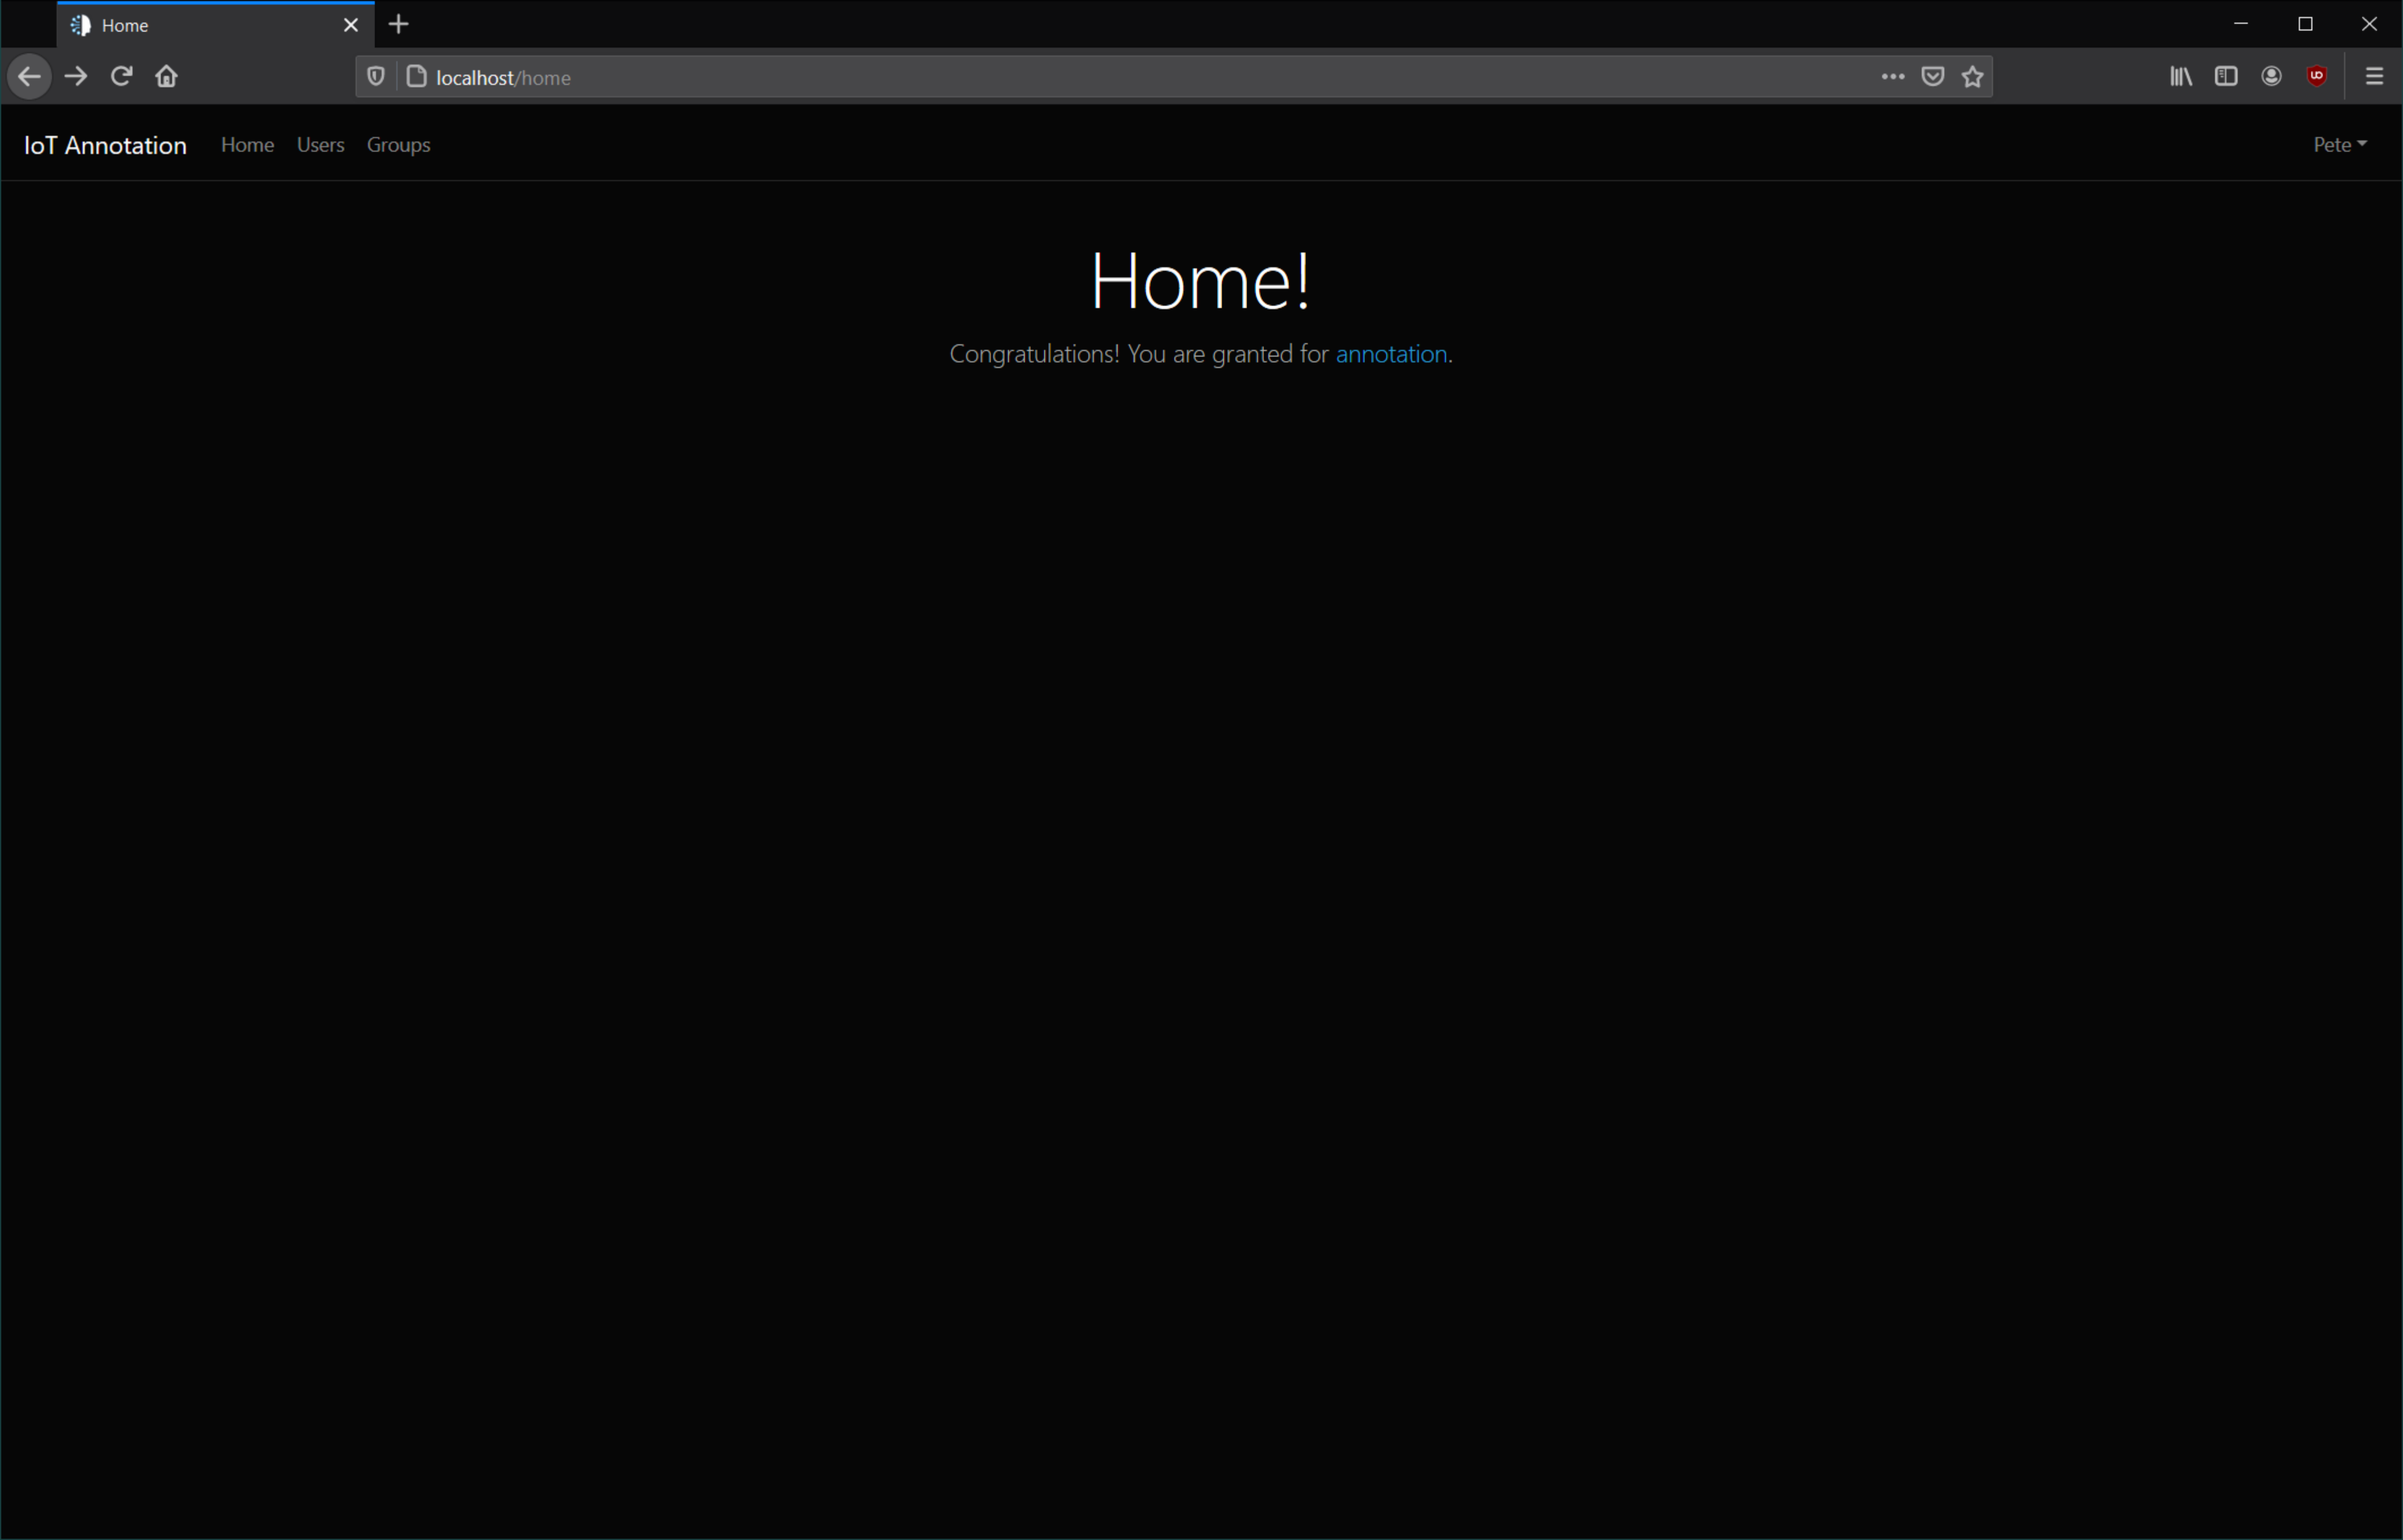 Home
localhost/home
IoT Annotation Home Users Groups Pete
Home!
Congratulations! You are granted for annotation.